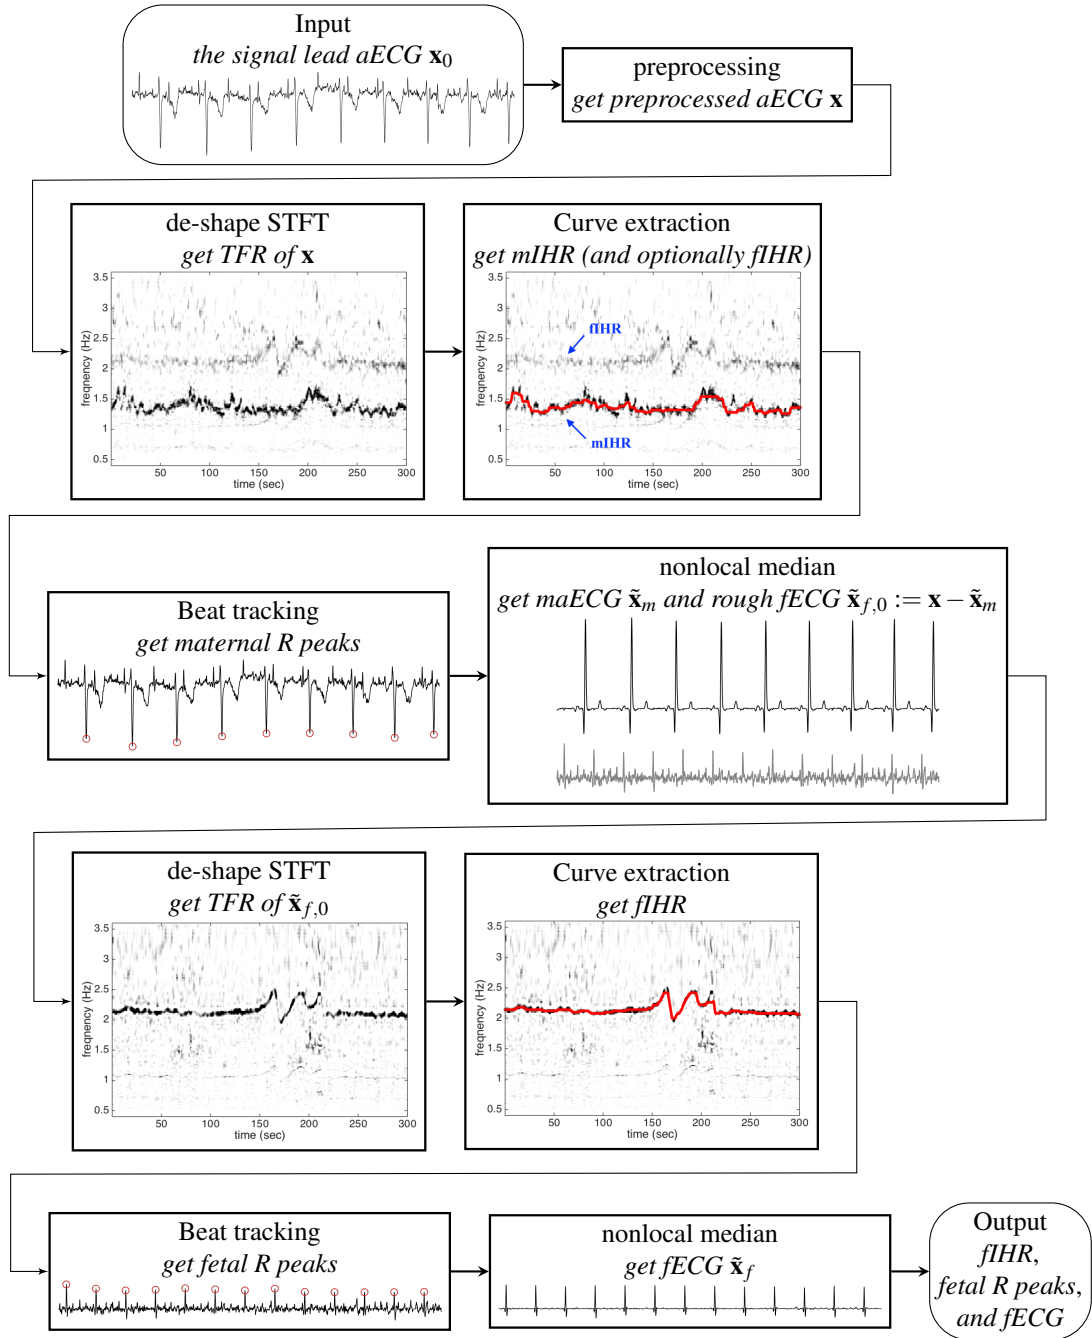 Input
the signal lead aECG x₀
preprocessing
get preprocessed aECG x
de-shape STFT
get TFR of x
3.5
3
2.5
2
1.5
1
0.5
freqnency (Hz)
50 100 150 200 250 300
time (sec)
Curve extraction
get mIHR (and optionally fIHR)
3.5
3
2.5
2
1.5
1
0.5
freqnency (Hz)
fIHR
mIHR
50 100 150 200 250 300
time (sec)
Beat tracking
get maternal R peaks
nonlocal median
get maECG x̃ₘ and rough fECG x̃_{f,0} := x − x̃ₘ
de-shape STFT
get TFR of x̃_{f,0}
3.5
3
2.5
2
1.5
1
0.5
freqnency (Hz)
50 100 150 200 250 300
time (sec)
Curve extraction
get fIHR
3.5
3
2.5
2
1.5
1
0.5
freqnency (Hz)
50 100 150 200 250 300
time (sec)
Beat tracking
get fetal R peaks
nonlocal median
get fECG x̃_f
Output
fIHR,
fetal R peaks,
and fECG